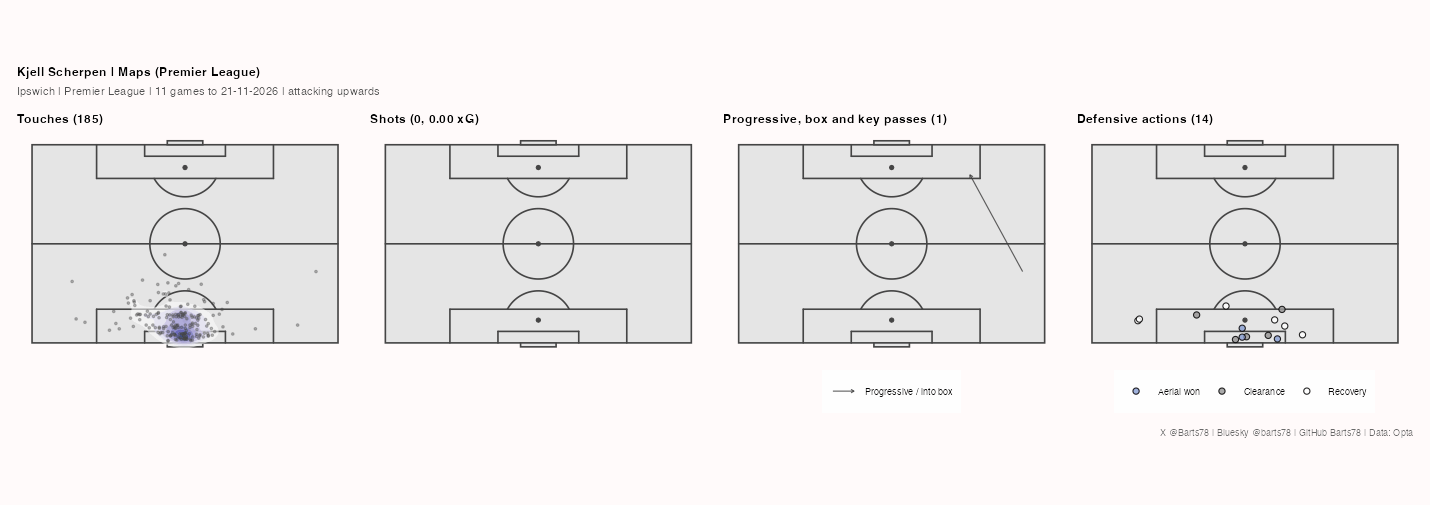 Kjell Scherpen | Maps (Premier League)
Ipswich | Premier League | 11 games to 21-11-2026 | attacking upwards
Touches (185)
Shots (0, 0.00 xG)
Progressive, box and key passes (1)
Defensive actions (14)
Progressive / into box
Aerial won
Clearance
Recovery
X @Barts78 | Bluesky @barts78 | GitHub Barts78 | Data: Opta